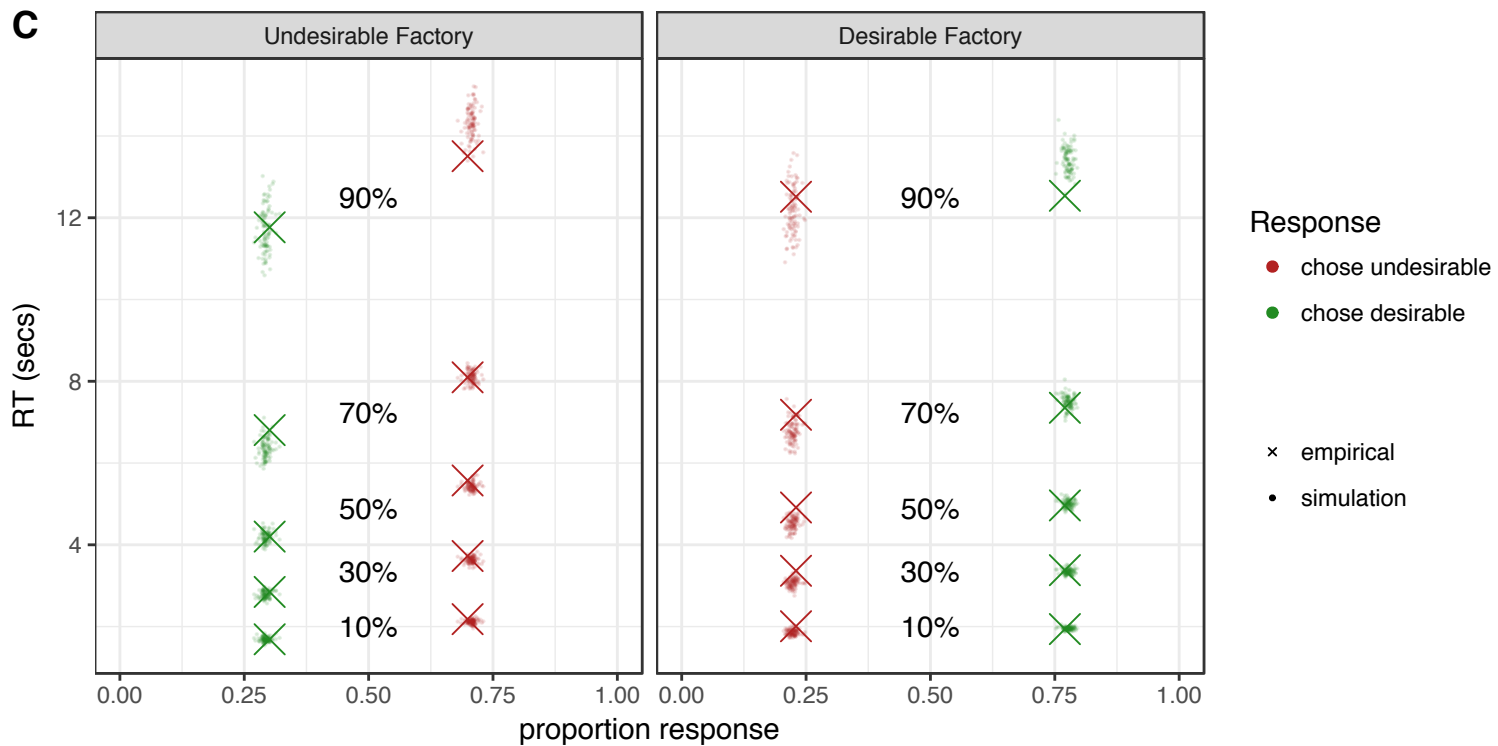 C
Undesirable Factory
Desirable Factory
RT (secs)
12
8
4
90%
70%
50%
30%
10%
90%
70%
50%
30%
10%
0.00 0.25 0.50 0.75 1.00
0.00 0.25 0.50 0.75 1.00
proportion response
Response
chose undesirable
chose desirable
empirical
simulation